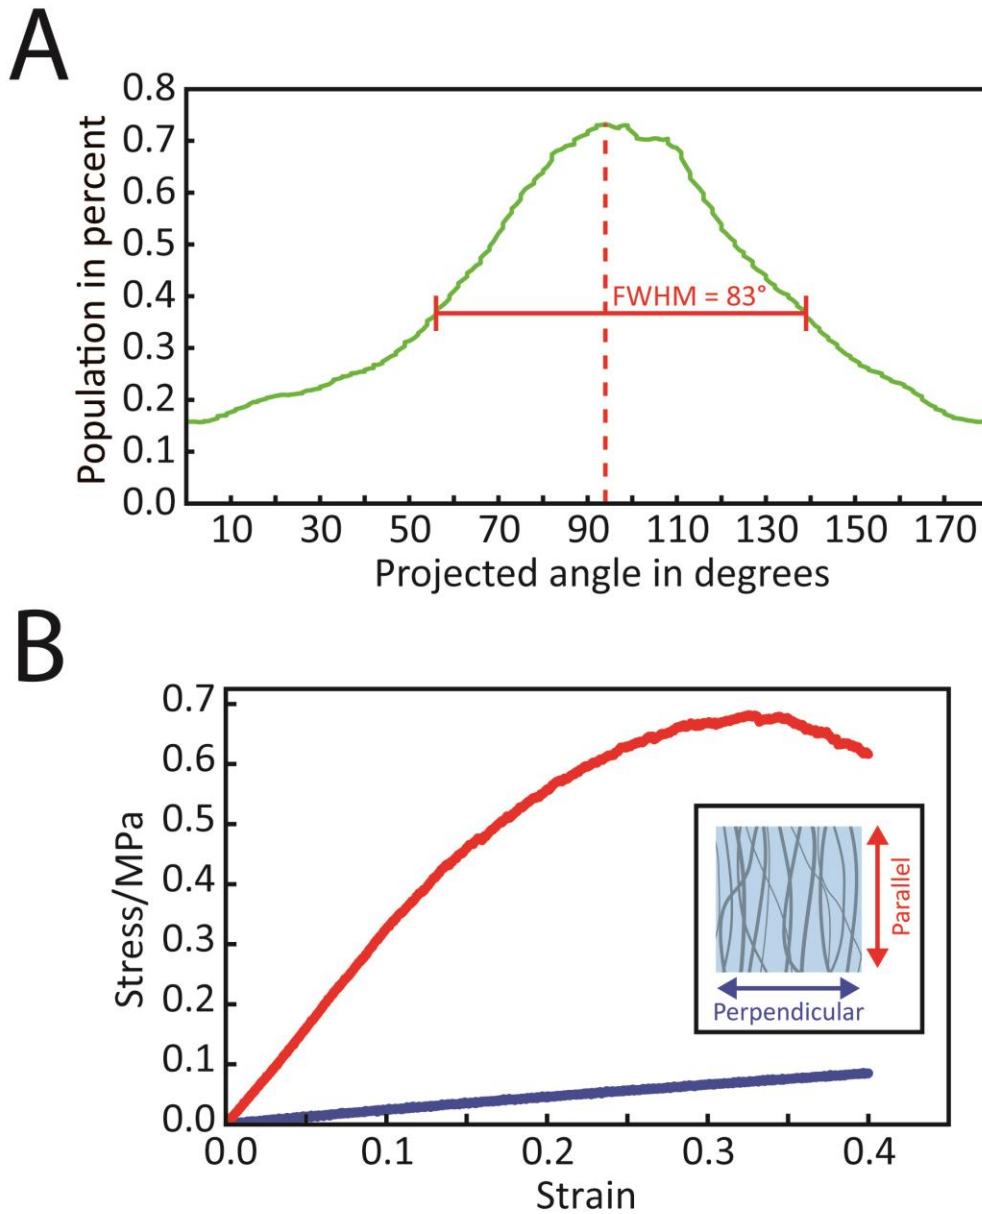 A
Population in percent
0.8
0.7
0.6
0.5
0.4
0.3
0.2
0.1
0.0
FWHM = 83°
10 30 50 70 90 110 130 150 170
Projected angle in degrees
B
Stress/MPa
0.7
0.6
0.5
0.4
0.3
0.2
0.1
0.0
Parallel
Perpendicular
0.0 0.1 0.2 0.3 0.4
Strain